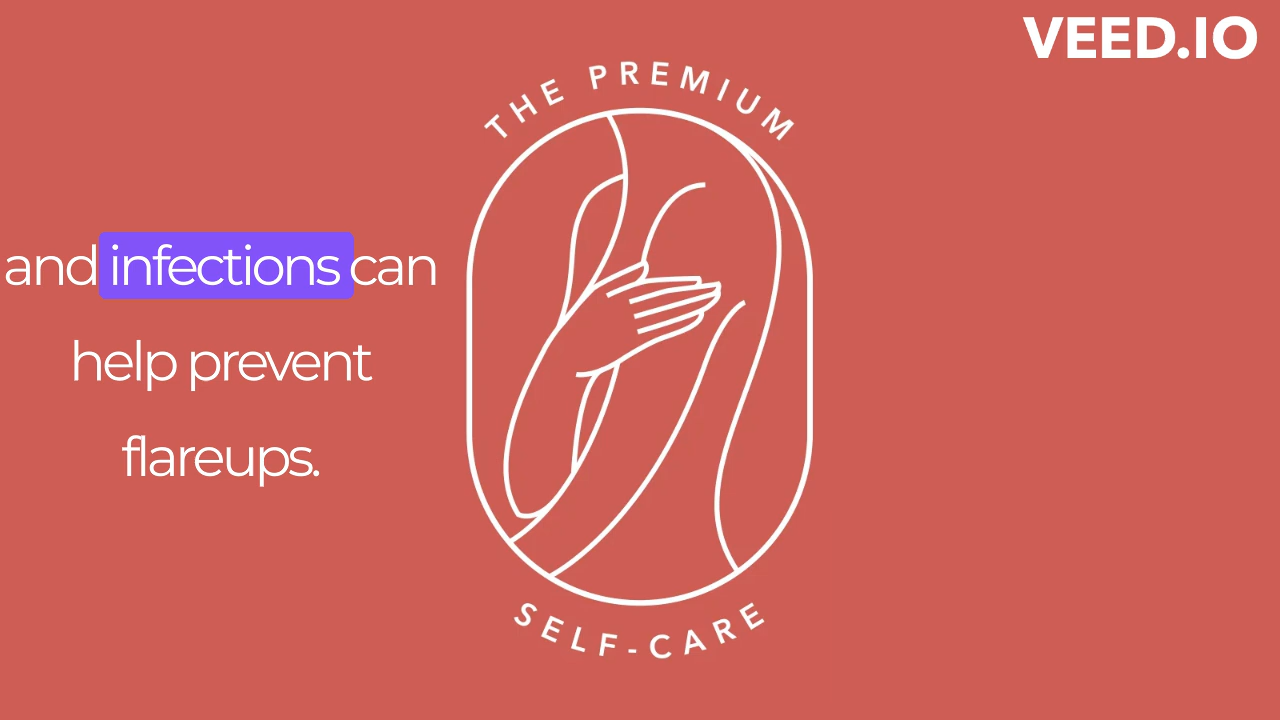 VEED.IO
THE PREMIUM
and infections can
help prevent
flareups.
SELF-CARE